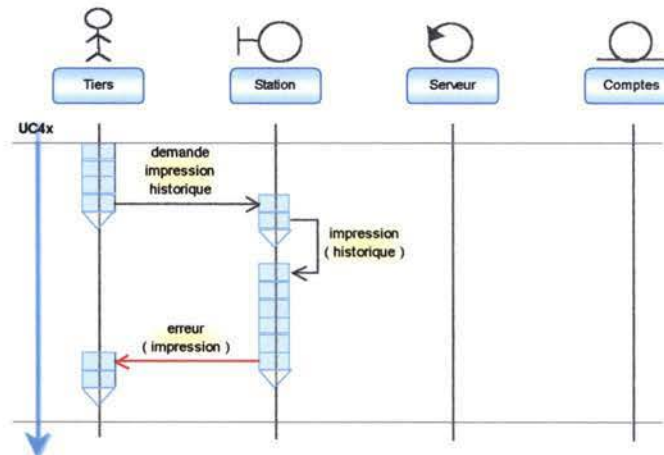 Tiers
Station
Serveur
Comptes
UC4x
demande
impression
historique
impression
( historique )
erreur
( impression )